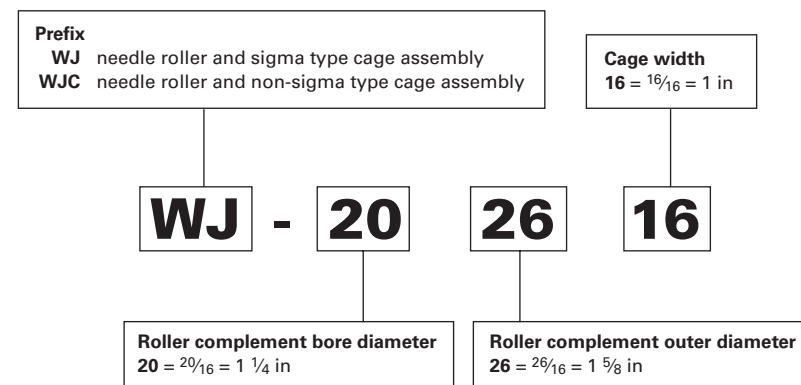 Prefix
WJ needle roller and sigma type cage assembly
WJC needle roller and non-sigma type cage assembly
Cage width
16 = 16/16 = 1 in
WJ - 20 26 16
Roller complement bore diameter
20 = 20/16 = 1 1/4 in
Roller complement outer diameter
26 = 26/16 = 1 5/8 in